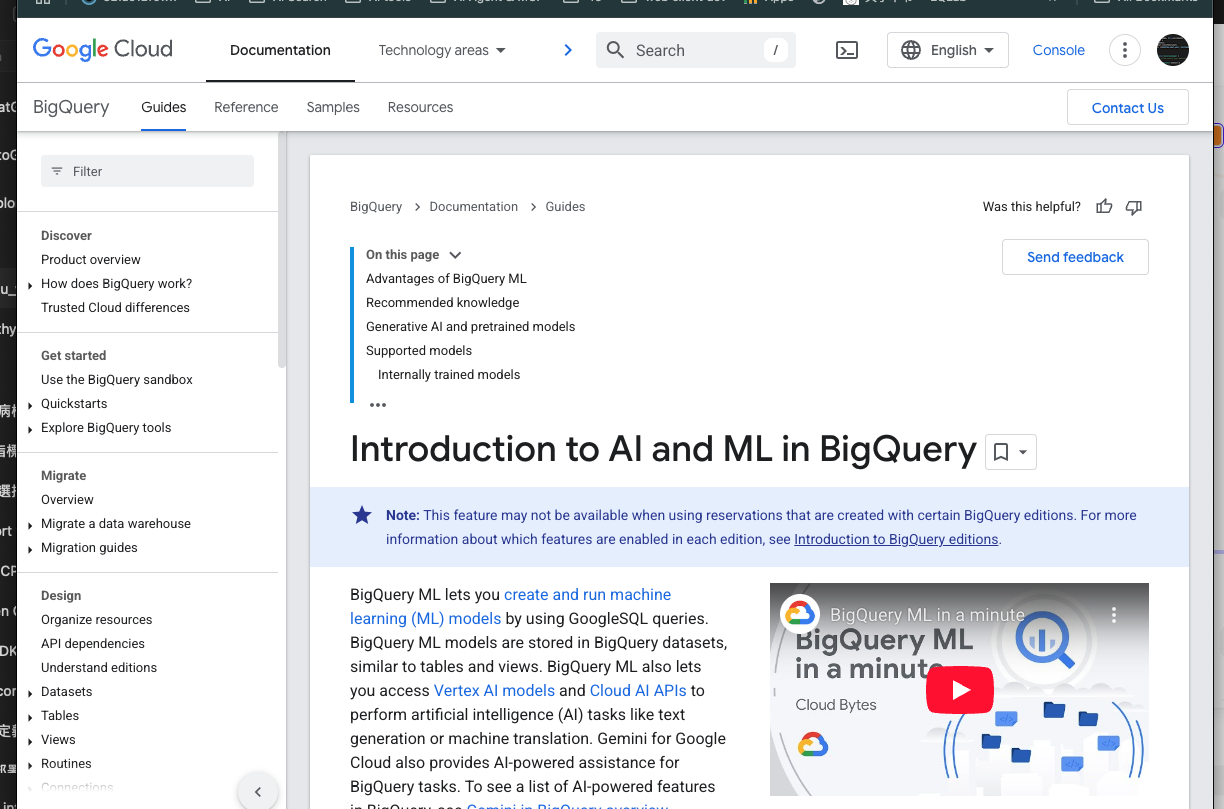 Google Cloud
Documentation
Technology areas
Search
/
English
Console
BigQuery
Guides
Reference
Samples
Resources
Contact Us
Filter
Discover
Product overview
How does BigQuery work?
Trusted Cloud differences
Get started
Use the BigQuery sandbox
Quickstarts
Explore BigQuery tools
Migrate
Overview
Migrate a data warehouse
Migration guides
Design
Organize resources
API dependencies
Understand editions
Datasets
Tables
Views
Routines
Connections
BigQuery > Documentation > Guides
Was this helpful?
Send feedback
On this page
Advantages of BigQuery ML
Recommended knowledge
Generative AI and pretrained models
Supported models
Internally trained models
Introduction to AI and ML in BigQuery
Note: This feature may not be available when using reservations that are created with certain BigQuery editions. For more
information about which features are enabled in each edition, see Introduction to BigQuery editions.
BigQuery ML lets you create and run machine
learning (ML) models by using GoogleSQL queries.
BigQuery ML models are stored in BigQuery datasets,
similar to tables and views. BigQuery ML also lets
you access Vertex AI models and Cloud AI APIs to
perform artificial intelligence (AI) tasks like text
generation or machine translation. Gemini for Google
Cloud also provides AI-powered assistance for
BigQuery tasks. To see a list of AI-powered features
in BigQuery, see Gemini in BigQuery overview
BigQuery ML in a minute
BigQuery ML
in a minute
Cloud Bytes